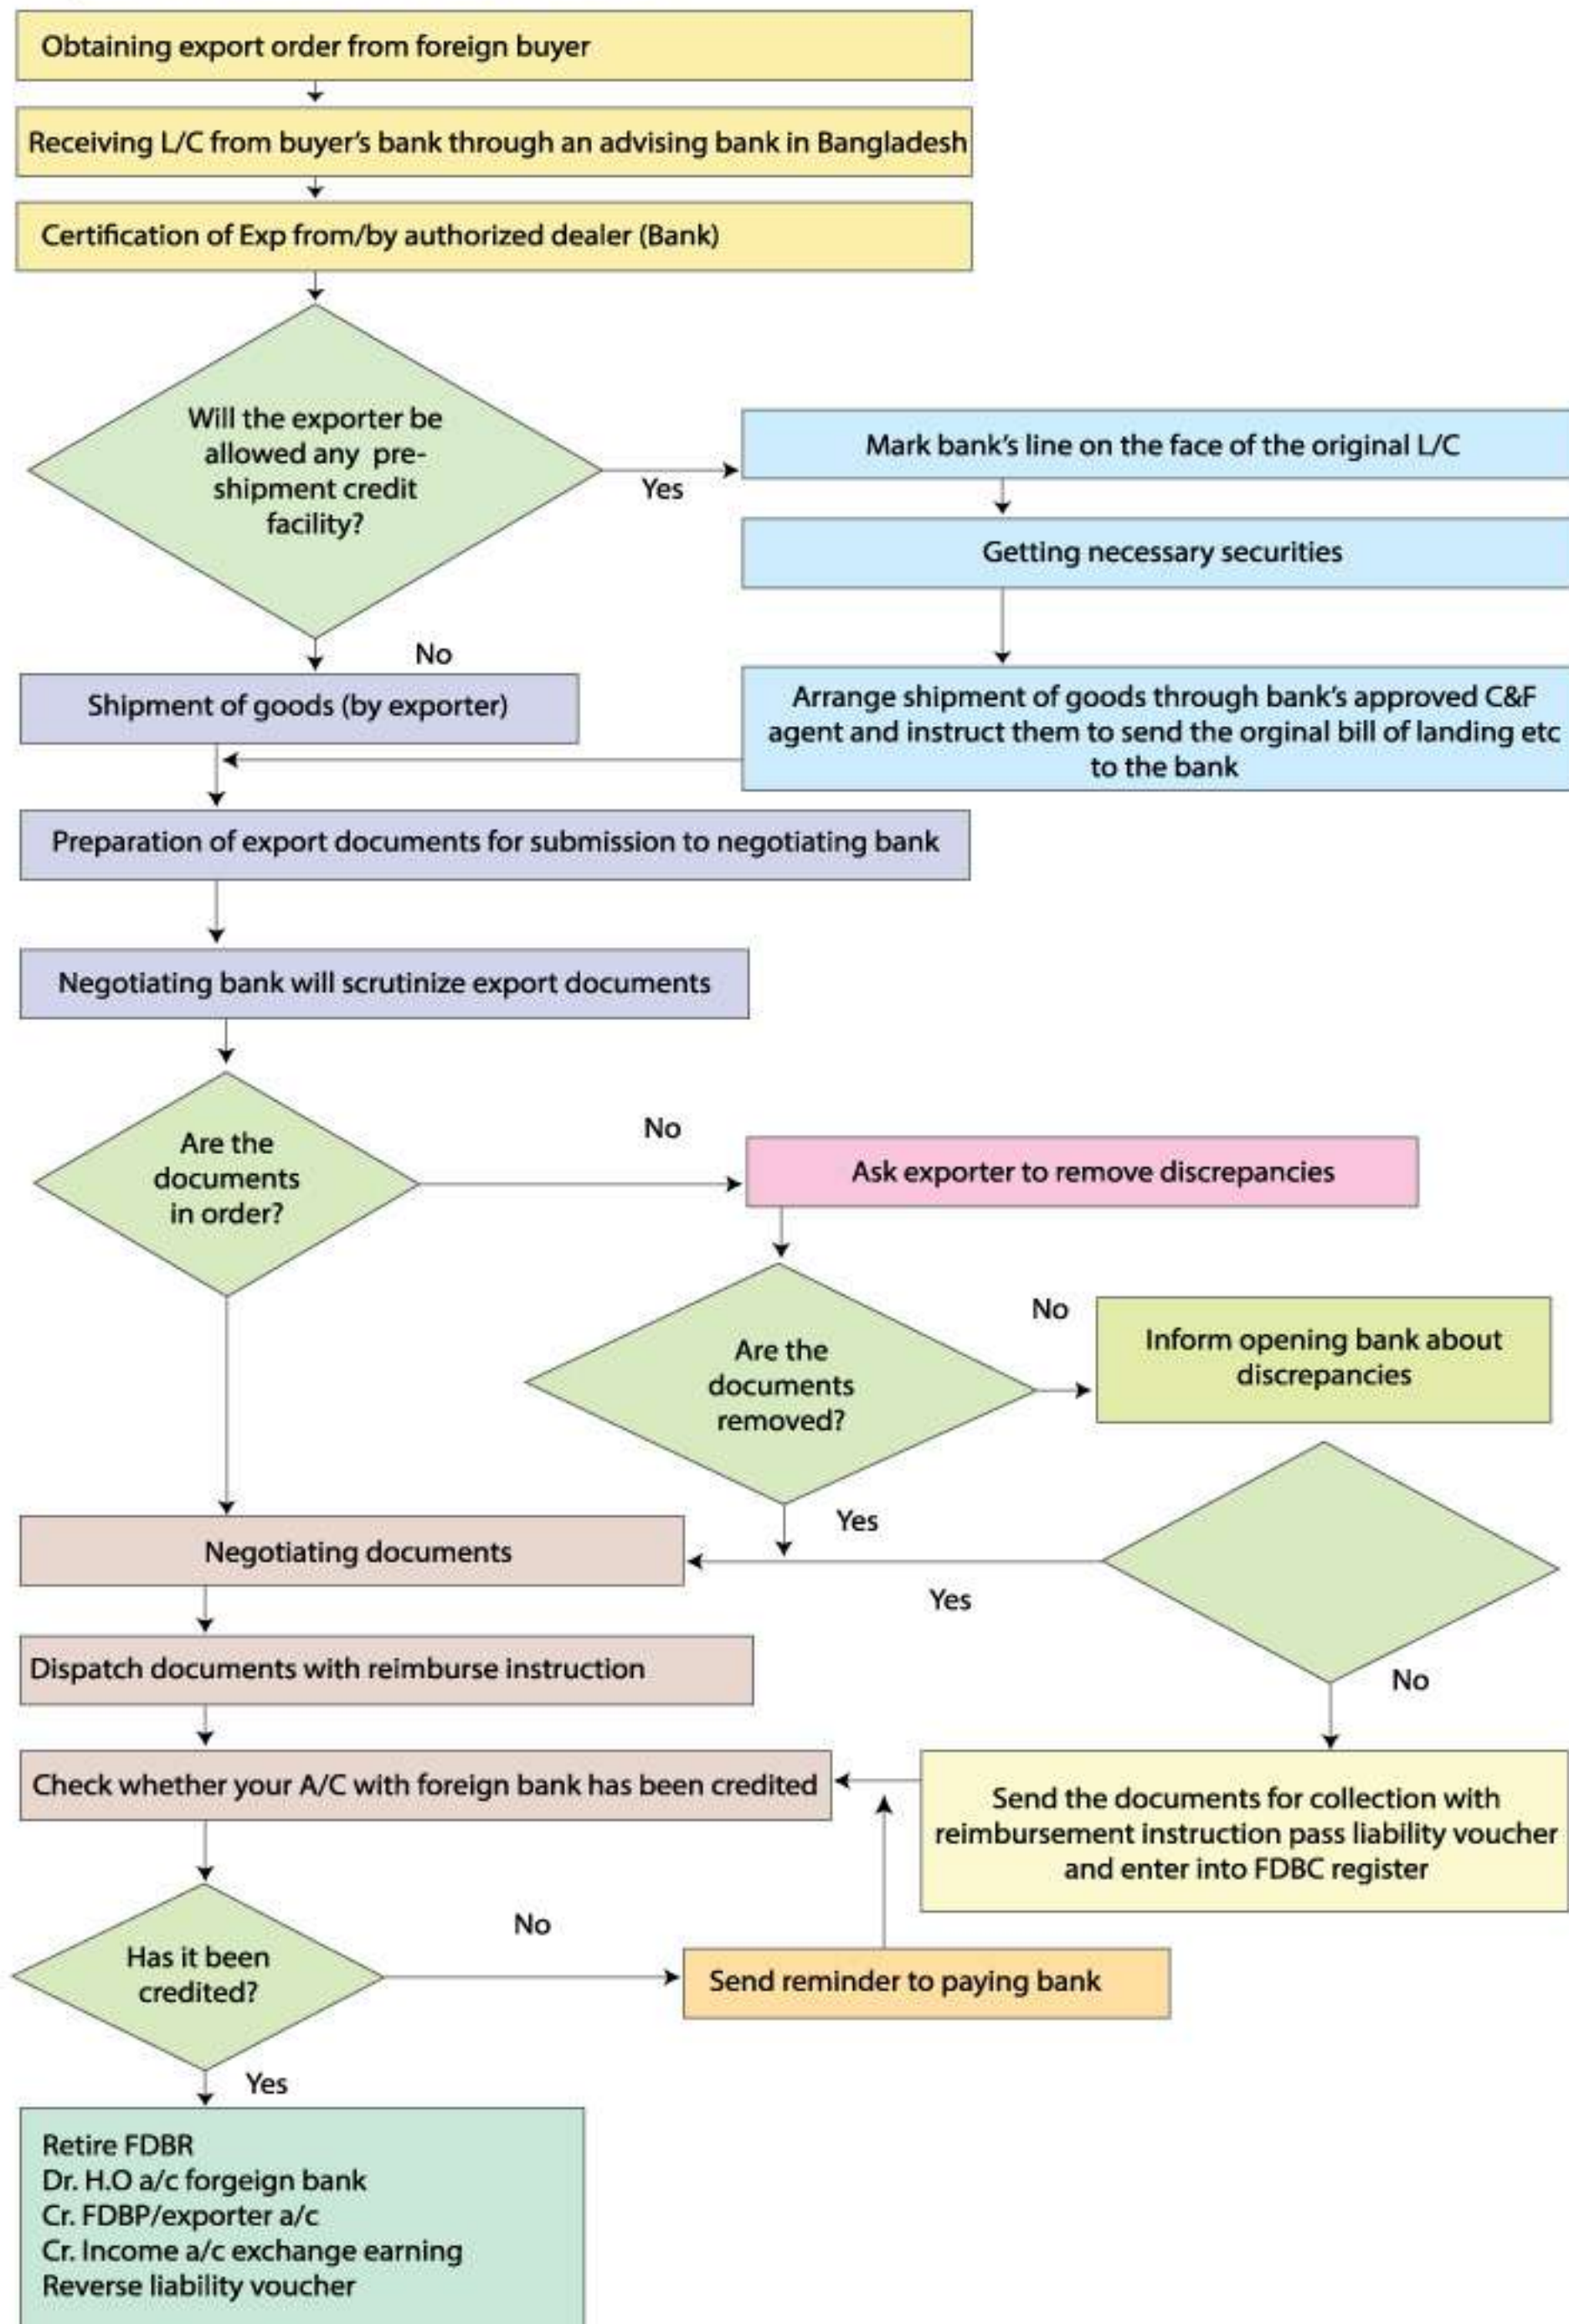 Obtaining export order from foreign buyer
Receiving L/C from buyer's bank through an advising bank in Bangladesh
Certification of Exp from/by authorized dealer (Bank)
Will the exporter be
allowed any pre-
shipment credit
facility?
Yes
Mark bank's line on the face of the original L/C
Getting necessary securities
No
Shipment of goods (by exporter)
Arrange shipment of goods through bank's approved C&F
agent and instruct them to send the orginal bill of landing etc
to the bank
Preparation of export documents for submission to negotiating bank
Negotiating bank will scrutinize export documents
Are the
documents
in order?
No
Ask exporter to remove discrepancies
Are the
documents
removed?
No
Inform opening bank about
discrepancies
Yes
Negotiating documents
Yes
No
Dispatch documents with reimburse instruction
Check whether your A/C with foreign bank has been credited
Send the documents for collection with
reimbursement instruction pass liability voucher
and enter into FDBC register
Has it been
credited?
No
Send reminder to paying bank
Yes
Retire FDBR
Dr. H.O a/c forgeign bank
Cr. FDBP/exporter a/c
Cr. Income a/c exchange earning
Reverse liability voucher